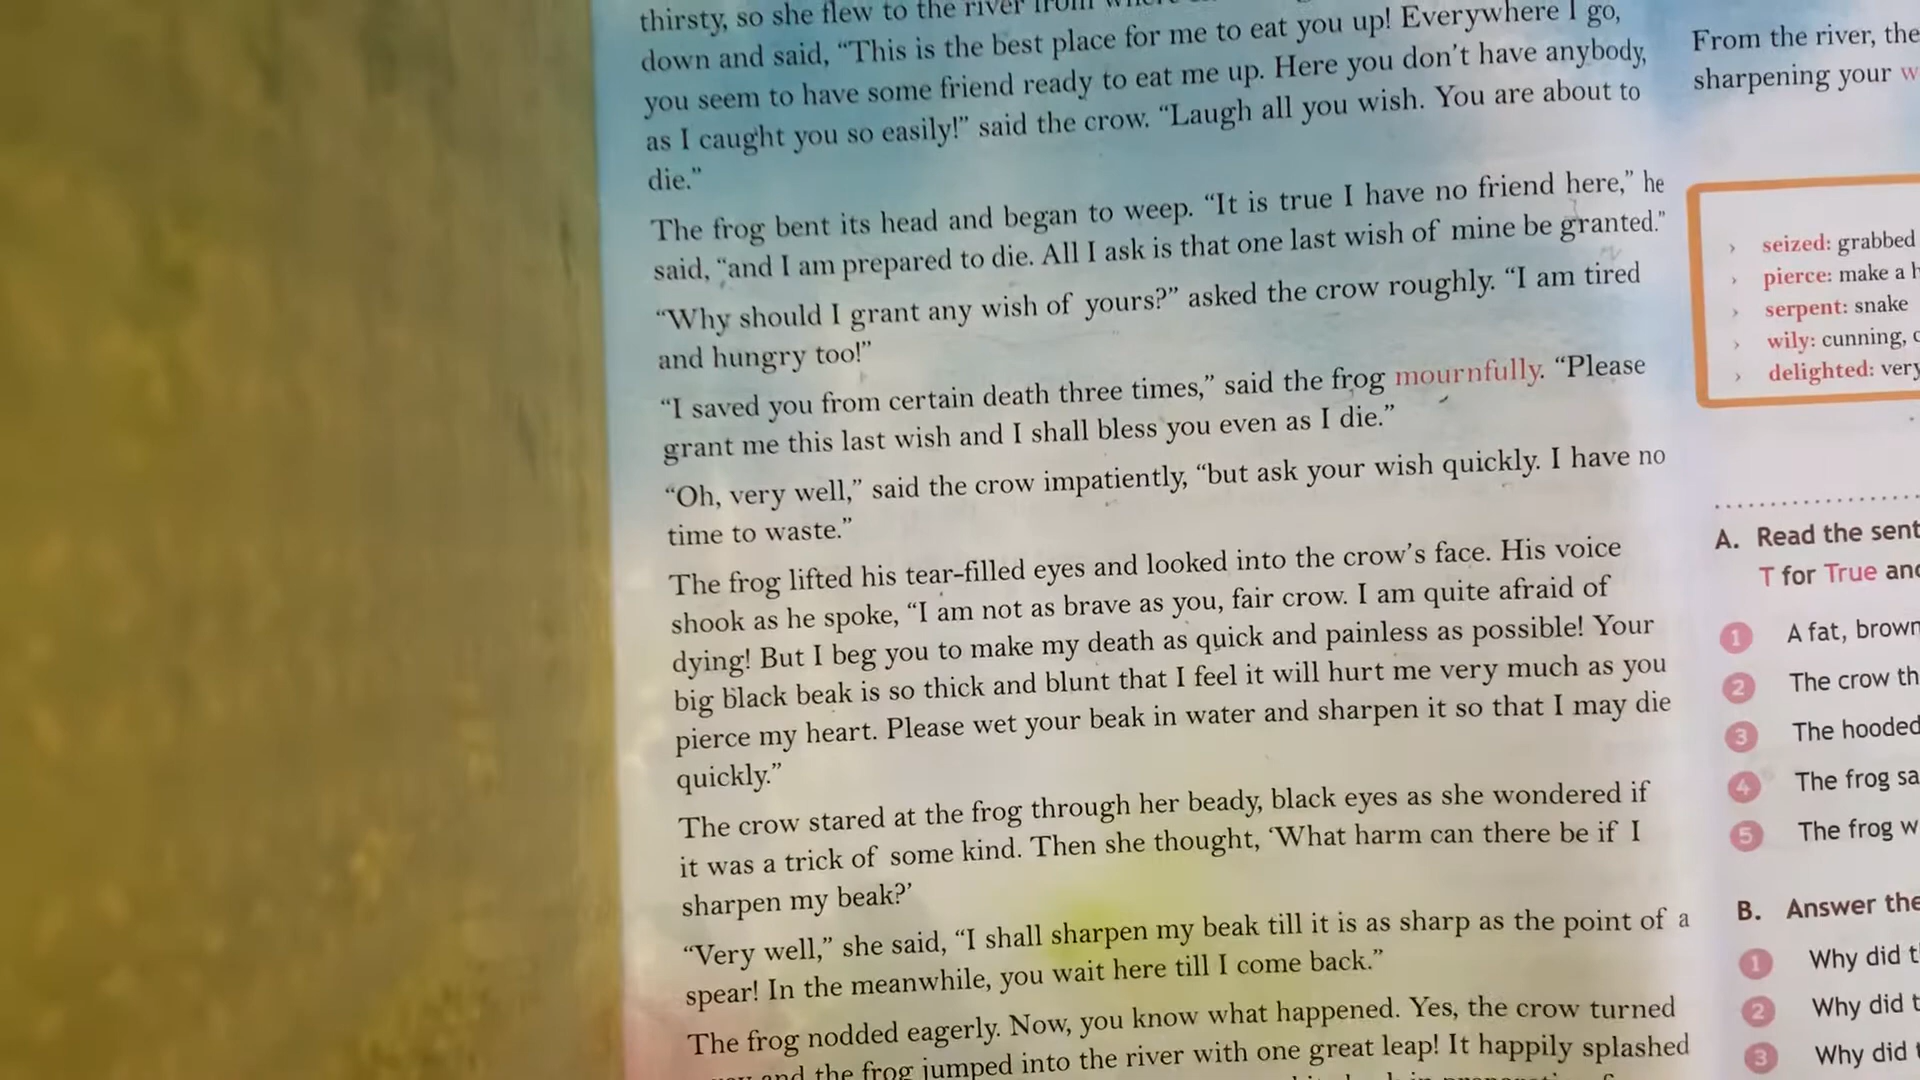 thirsty, so she flew to the river from
down and said, “This is the best place for me to eat you up! Everywhere I go,
you seem to have some friend ready to eat me up. Here you don’t have anybody,
as I caught you so easily!” said the crow. “Laugh all you wish. You are about to
die.”
The frog bent its head and began to weep. “It is true I have no friend here,” he
said, “and I am prepared to die. All I ask is that one last wish of mine be granted.”
“Why should I grant any wish of yours?” asked the crow roughly. “I am tired
and hungry too!”
“I saved you from certain death three times,” said the frog mournfully. “Please
grant me this last wish and I shall bless you even as I die.”
“Oh, very well,” said the crow impatiently, “but ask your wish quickly. I have no
time to waste.”
The frog lifted his tear-filled eyes and looked into the crow’s face. His voice
shook as he spoke, “I am not as brave as you, fair crow. I am quite afraid of
dying! But I beg you to make my death as quick and painless as possible! Your
big black beak is so thick and blunt that I feel it will hurt me very much as you
pierce my heart. Please wet your beak in water and sharpen it so that I may die
quickly.”
The crow stared at the frog through her beady, black eyes as she wondered if
it was a trick of some kind. Then she thought, ‘What harm can there be if I
sharpen my beak?’
“Very well,” she said, “I shall sharpen my beak till it is as sharp as the point of a
spear! In the meanwhile, you wait here till I come back.”
The frog nodded eagerly. Now, you know what happened. Yes, the crow turned
and the frog jumped into the river with one great leap! It happily splashed
From the river, the
sharpening your
› seized: grabbed
› pierce: make a
› serpent: snake
› wily: cunning,
› delighted: very
A. Read the sent
T for True and
1 A fat, brown
2 The crow th
3 The hooded
4 The frog sa
5 The frog w
B. Answer the
1 Why did t
2 Why did t
3 Why did